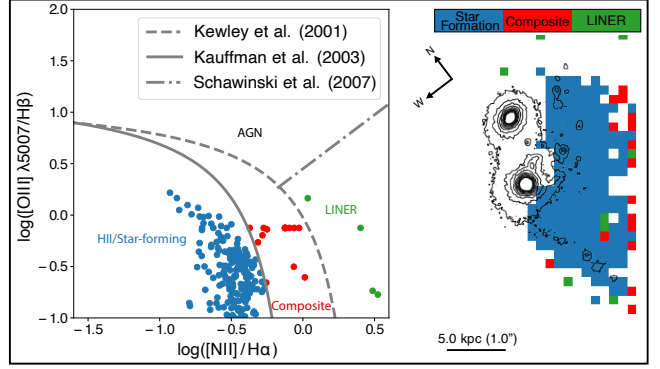 2.0
1.5
1.0
0.5
0.0
−0.5
−1.0
log([OIII] λ5007/Hβ)
−1.5
−1.0
−0.5
0.0
0.5
log([NII]/Hα)
Kewley et al. (2001)
Kauffman et al. (2003)
Schawinski et al. (2007)
AGN
LINER
HII/Star-forming
Composite
Star
Formation
Composite
LINER
N
W
5.0 kpc (1.0")